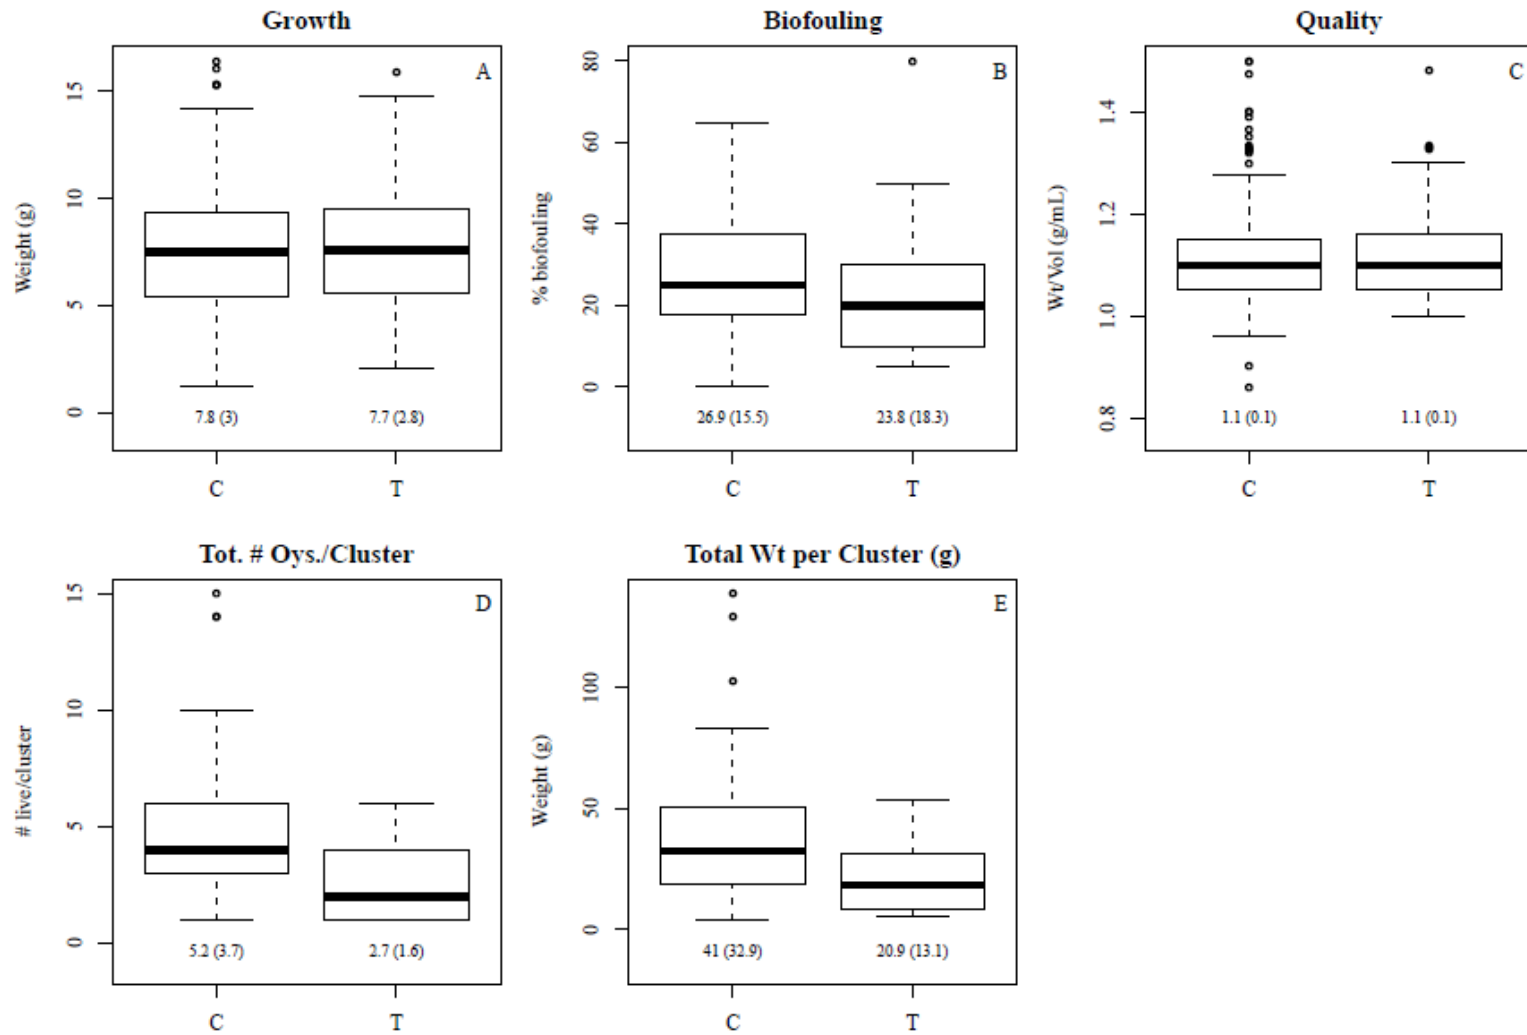 Growth
A
Weight (g)
15
10
5
0
7.8 (3)
7.7 (2.8)
C
T
Biofouling
B
% biofouling
80
60
40
20
0
26.9 (15.5)
23.8 (18.3)
C
T
Quality
C
Wt/Vol (g/mL)
1.4
1.2
1.0
0.8
1.1 (0.1)
1.1 (0.1)
C
T
Tot. # Oys./Cluster
D
# live/cluster
15
10
5
0
5.2 (3.7)
2.7 (1.6)
C
T
Total Wt per Cluster (g)
E
Weight (g)
100
50
0
41 (32.9)
20.9 (13.1)
C
T